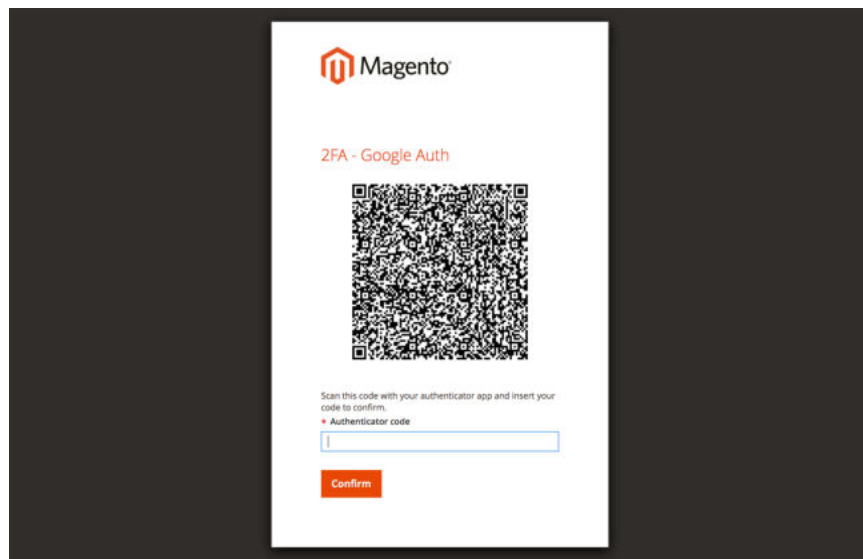 Magento
2FA - Google Auth
Scan this code with your authenticator app and insert your
code to confirm.
* Authenticator code
Confirm